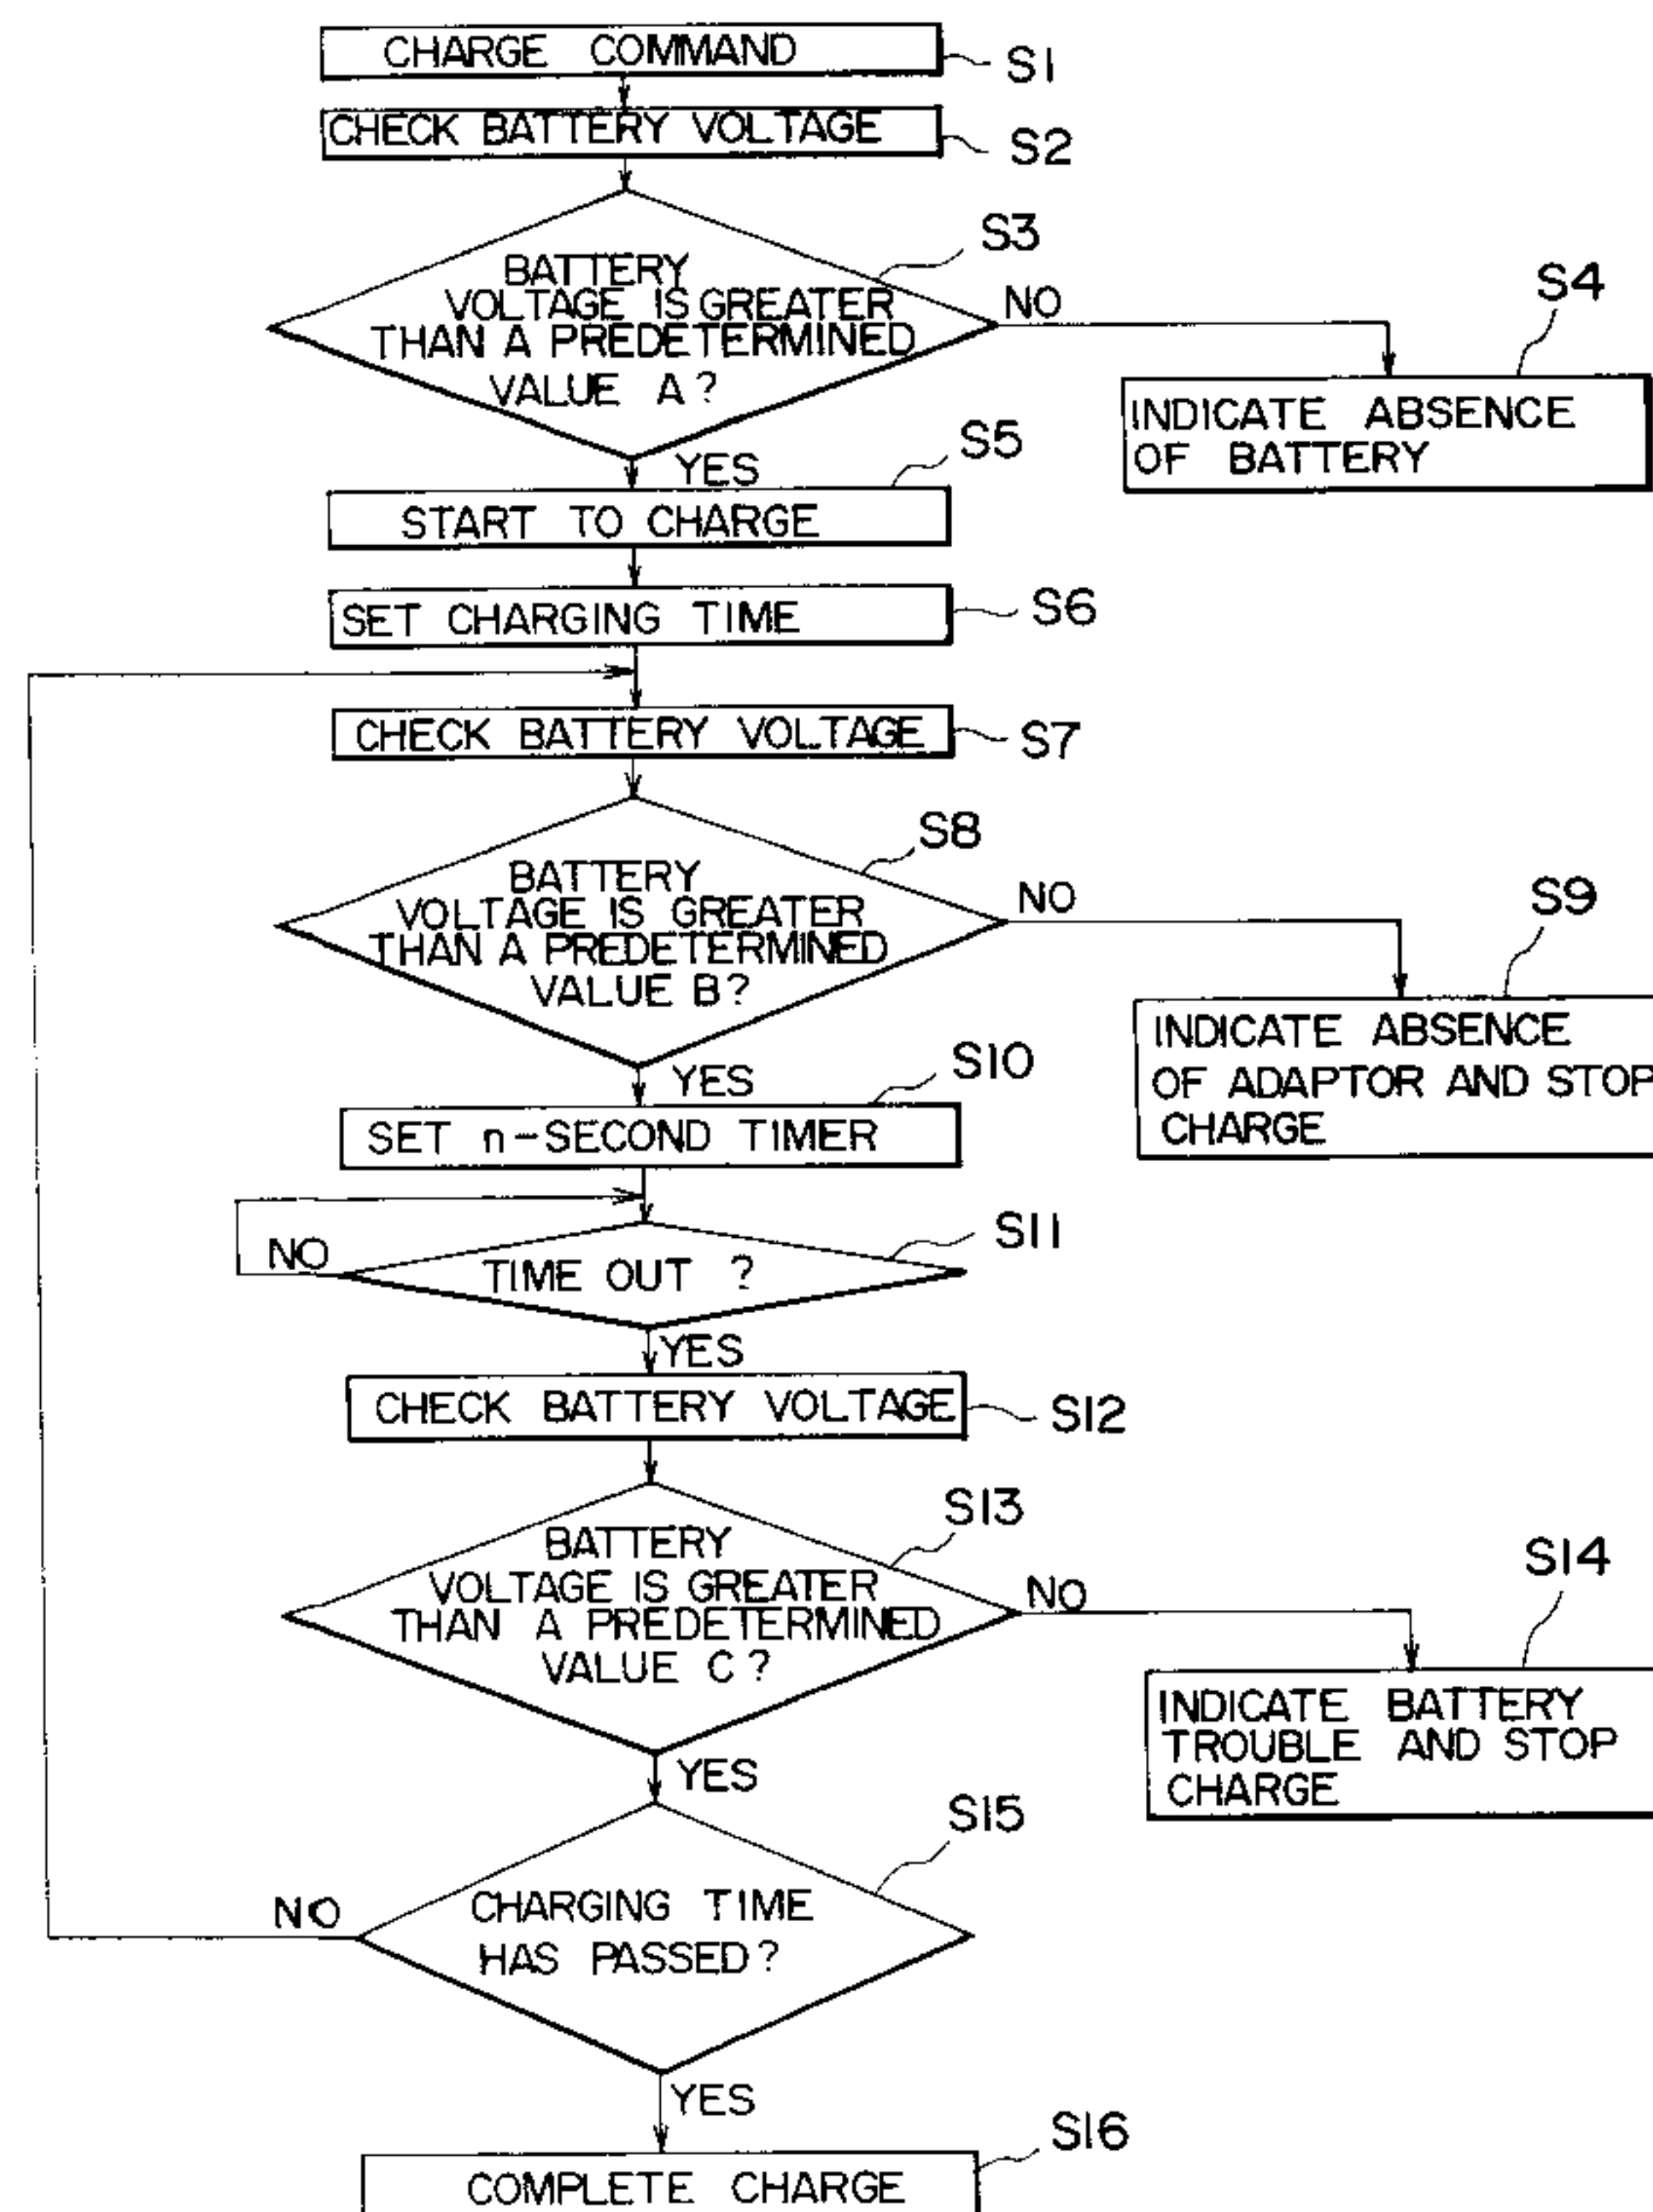 CHARGE COMMAND
S1
CHECK BATTERY VOLTAGE
S2
S3
BATTERY
VOLTAGE IS GREATER
THAN A PREDETERMINED
VALUE A?
NO
S4
INDICATE ABSENCE
OF BATTERY
YES
S5
START TO CHARGE
SET CHARGING TIME
S6
CHECK BATTERY VOLTAGE
S7
S8
BATTERY
VOLTAGE IS GREATER
THAN A PREDETERMINED
VALUE B?
NO
S9
INDICATE ABSENCE
OF ADAPTOR AND STOP
CHARGE
YES
S10
SET n-SECOND TIMER
S11
NO
TIME OUT ?
YES
CHECK BATTERY VOLTAGE
S12
S13
BATTERY
VOLTAGE IS GREATER
THAN A PREDETERMINED
VALUE C?
NO
S14
INDICATE BATTERY
TROUBLE AND STOP
CHARGE
YES
S15
NO
CHARGING TIME
HAS PASSED?
YES
S16
COMPLETE CHARGE